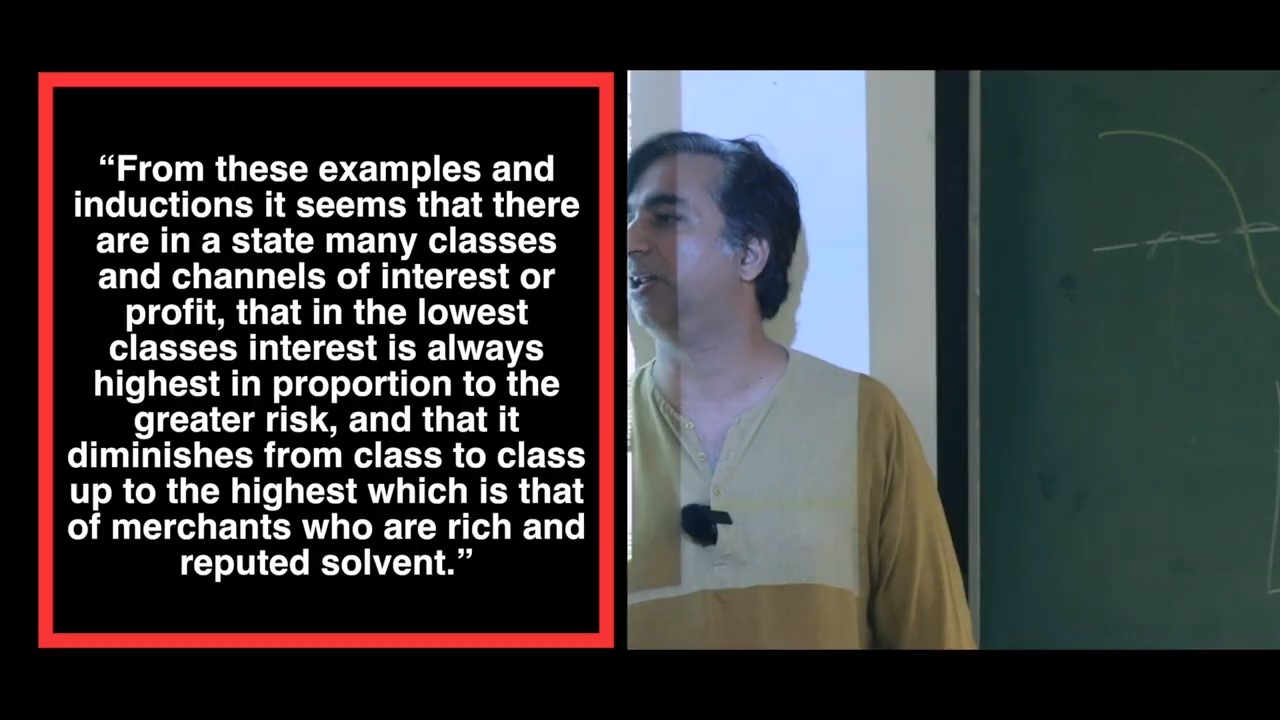 “From these examples and
inductions it seems that there
are in a state many classes
and channels of interest or
profit, that in the lowest
classes interest is always
highest in proportion to the
greater risk, and that it
diminishes from class to class
up to the highest which is that
of merchants who are rich and
reputed solvent.”